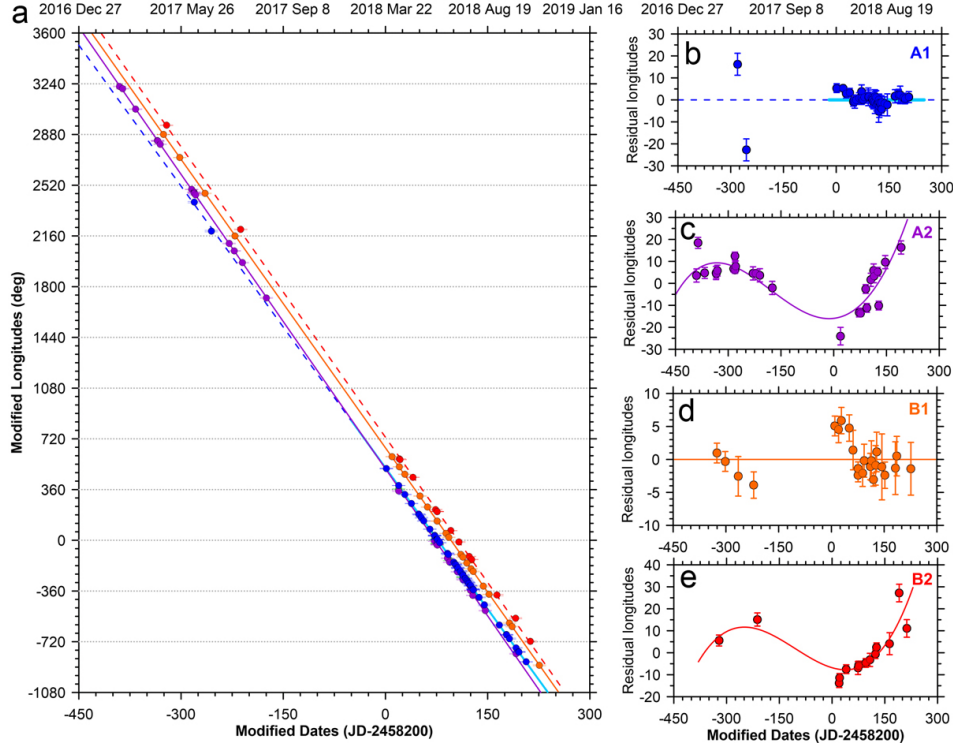 2016 Dec 27 2017 May 26 2017 Sep 8 2018 Mar 22 2018 Aug 19 2019 Jan 16
a
3600
3240
2880
2520
2160
1800
1440
1080
720
360
0
-360
-720
-1080
Modified Longitudes (deg)
-450 -300 -150 0 150 300
Modified Dates (JD-2458200)
2016 Dec 27 2017 Sep 8 2018 Aug 19
b
A1
30
20
10
0
-10
-20
-30
Residual longitudes
-450 -300 -150 0 150 300
c
A2
30
20
10
0
-10
-20
-30
Residual longitudes
-450 -300 -150 0 150 300
d
B1
10
5
0
-5
-10
Residual longitudes
-450 -300 -150 0 150 300
e
B2
40
30
20
10
0
-10
-20
Residual longitudes
-450 -300 -150 0 150 300
Modified Dates (JD-2458200)